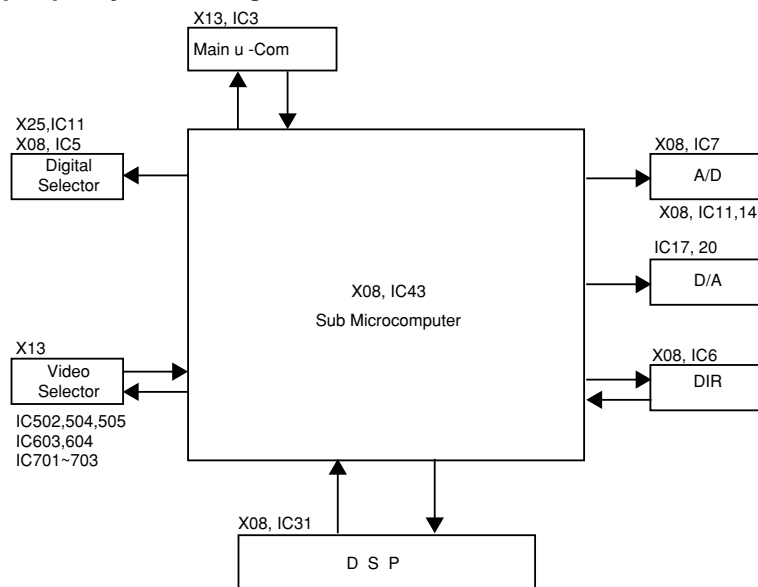 X13, IC3
Main u -Com
X25,IC11
X08, IC5
Digital
Selector
X08, IC7
A/D
X08, IC11,14
IC17, 20
D/A
X08, IC43
Sub Microcomputer
X13
Video
Selector
IC502,504,505
IC603,604
IC701~703
X08, IC6
DIR
X08, IC31
D S P